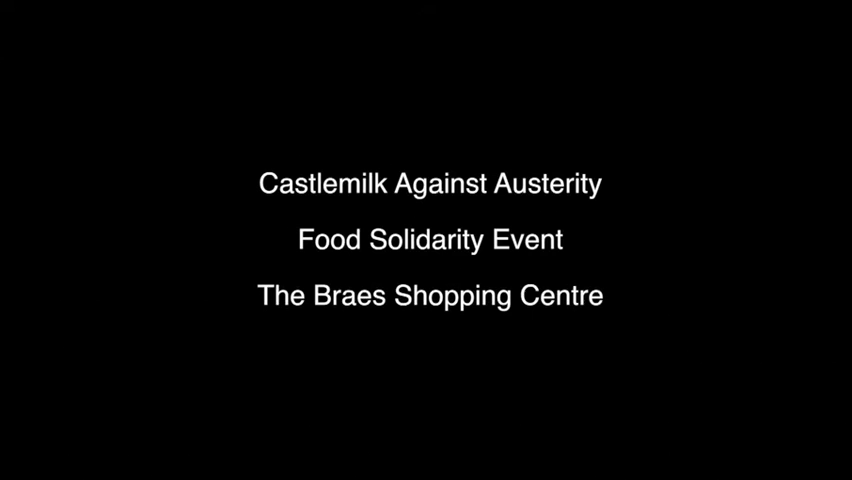 Castlemilk Against Austerity
Food Solidarity Event
The Braes Shopping Centre